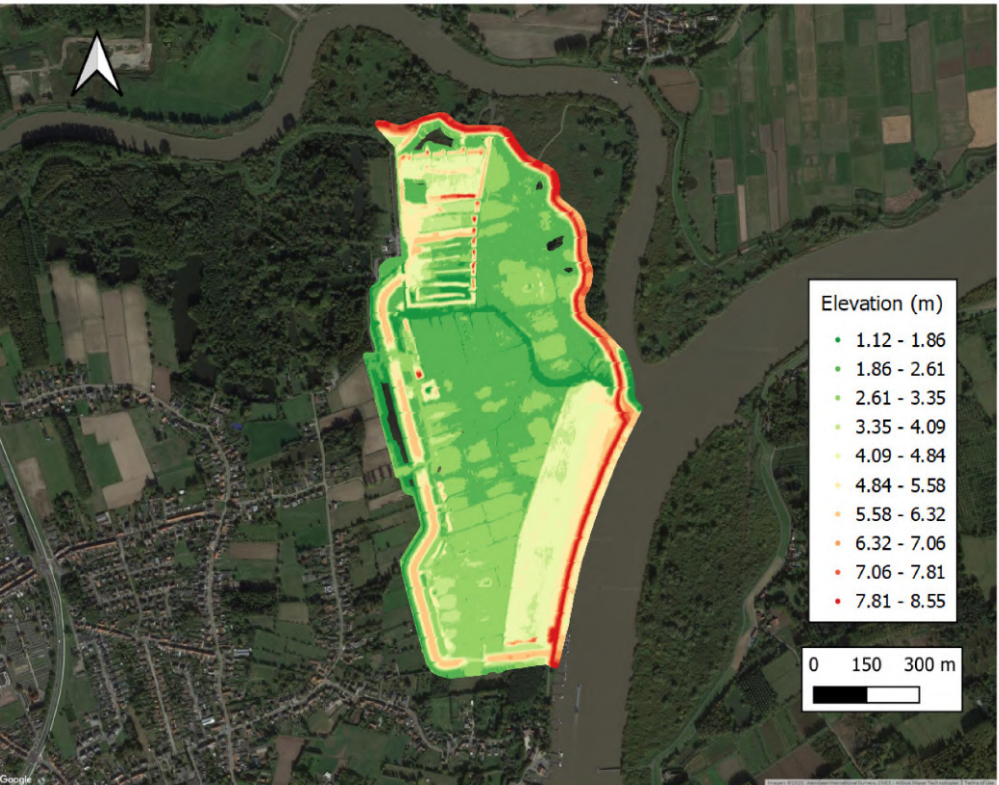 Elevation (m)
1.12 - 1.86
1.86 - 2.61
2.61 - 3.35
3.35 - 4.09
4.09 - 4.84
4.84 - 5.58
5.58 - 6.32
6.32 - 7.06
7.06 - 7.81
7.81 - 8.55
0 150 300 m
Google